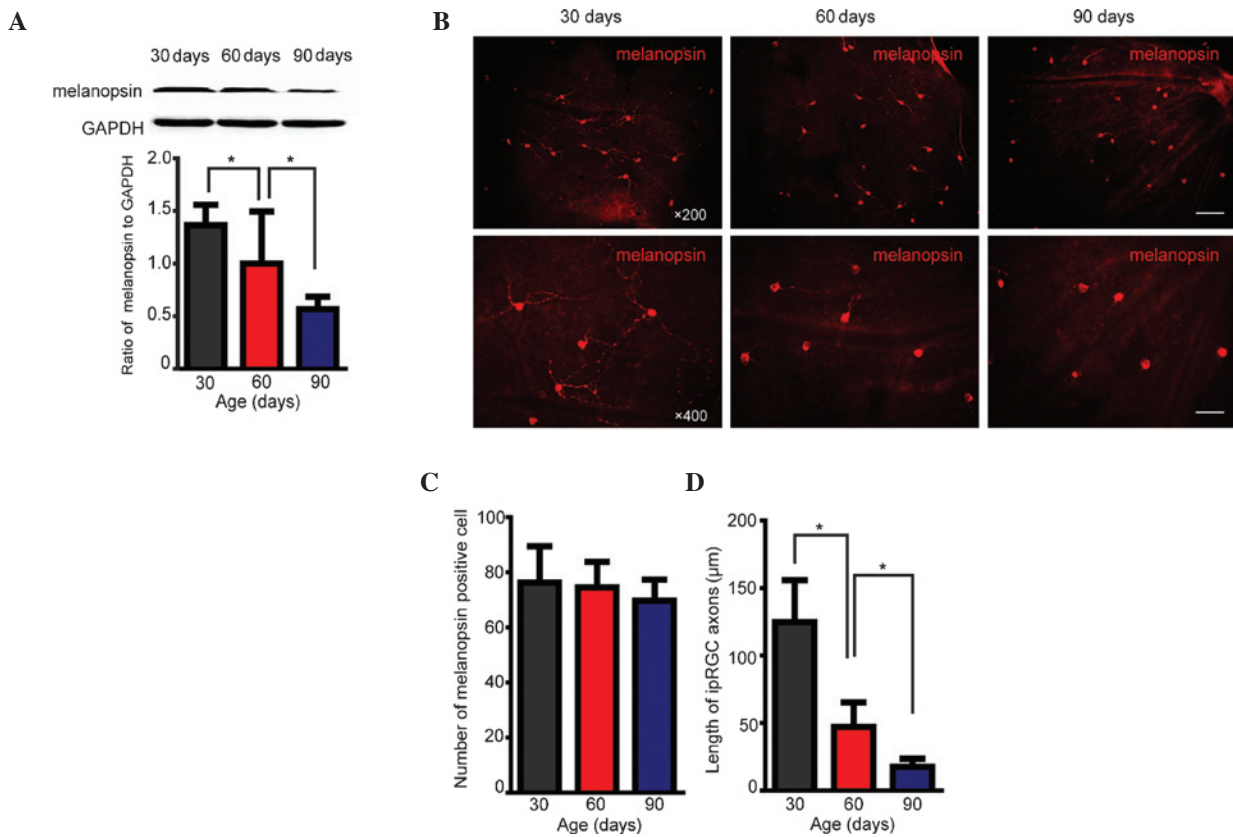 A
30 days 60 days 90 days
melanopsin
GAPDH
Ratio of melanopsin to GAPDH
2.0
1.5
1.0
0.5
0
* *
30 60 90
Age (days)
B
30 days 60 days 90 days
melanopsin melanopsin melanopsin
×200
melanopsin melanopsin melanopsin
×400
C
Number of melanopsin positive cell
100
80
60
40
20
0
30 60 90
Age (days)
D
Length of ipRGC axons (µm)
200
150
100
50
0
*
*
30 60 90
Age (days)